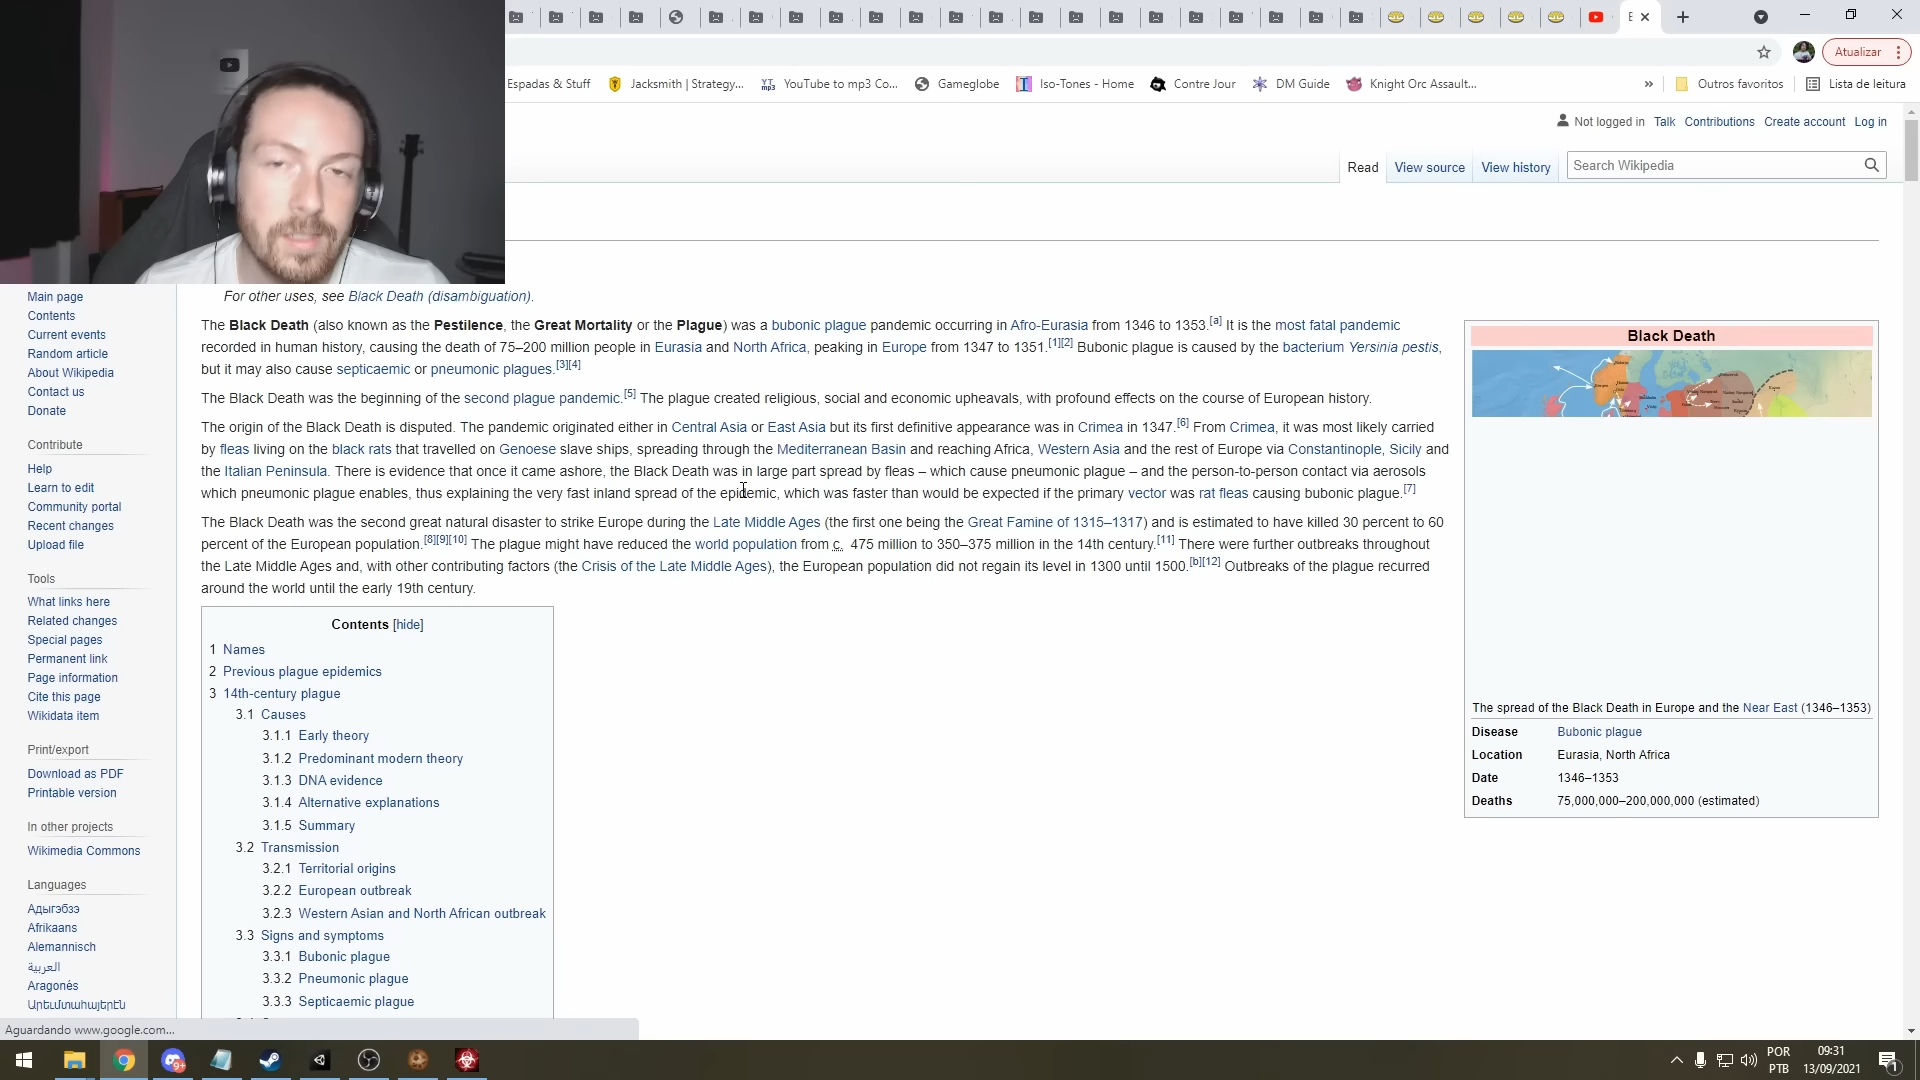 E
Atualizar
Espadas & Stuff
Jacksmith | Strategy...
YouTube to mp3 Co...
Gameglobe
Iso-Tones - Home
Contre Jour
DM Guide
Knight Orc Assault...
»
Outros favoritos
Lista de leitura
Not logged in Talk Contributions Create account Log in
Read View source View history Search Wikipedia
For other uses, see Black Death (disambiguation).
The Black Death (also known as the Pestilence, the Great Mortality or the Plague) was a bubonic plague pandemic occurring in Afro-Eurasia from 1346 to 1353.[a] It is the most fatal pandemic
recorded in human history, causing the death of 75–200 million people in Eurasia and North Africa, peaking in Europe from 1347 to 1351.[1][2] Bubonic plague is caused by the bacterium Yersinia pestis,
but it may also cause septicaemic or pneumonic plagues.[3][4]
The Black Death was the beginning of the second plague pandemic.[5] The plague created religious, social and economic upheavals, with profound effects on the course of European history.
The origin of the Black Death is disputed. The pandemic originated either in Central Asia or East Asia but its first definitive appearance was in Crimea in 1347.[6] From Crimea, it was most likely carried
by fleas living on the black rats that travelled on Genoese slave ships, spreading through the Mediterranean Basin and reaching Africa, Western Asia and the rest of Europe via Constantinople, Sicily and
the Italian Peninsula. There is evidence that once it came ashore, the Black Death was in large part spread by fleas – which cause pneumonic plague – and the person-to-person contact via aerosols
which pneumonic plague enables, thus explaining the very fast inland spread of the epidemic, which was faster than would be expected if the primary vector was rat fleas causing bubonic plague.[7]
The Black Death was the second great natural disaster to strike Europe during the Late Middle Ages (the first one being the Great Famine of 1315–1317) and is estimated to have killed 30 percent to 60
percent of the European population.[8][9][10] The plague might have reduced the world population from c. 475 million to 350–375 million in the 14th century.[11] There were further outbreaks throughout
the Late Middle Ages and, with other contributing factors (the Crisis of the Late Middle Ages), the European population did not regain its level in 1300 until 1500.[b][12] Outbreaks of the plague recurred
around the world until the early 19th century.
Contents [hide]
1 Names
2 Previous plague epidemics
3 14th-century plague
3.1 Causes
3.1.1 Early theory
3.1.2 Predominant modern theory
3.1.3 DNA evidence
3.1.4 Alternative explanations
3.1.5 Summary
3.2 Transmission
3.2.1 Territorial origins
3.2.2 European outbreak
3.2.3 Western Asian and North African outbreak
3.3 Signs and symptoms
3.3.1 Bubonic plague
3.3.2 Pneumonic plague
3.3.3 Septicaemic plague
Black Death
The spread of the Black Death in Europe and the Near East (1346–1353)
Disease Bubonic plague
Location Eurasia, North Africa
Date 1346–1353
Deaths 75,000,000–200,000,000 (estimated)
Main page
Contents
Current events
Random article
About Wikipedia
Contact us
Donate
Contribute
Help
Learn to edit
Community portal
Recent changes
Upload file
Tools
What links here
Related changes
Special pages
Permanent link
Page information
Cite this page
Wikidata item
Print/export
Download as PDF
Printable version
In other projects
Wikimedia Commons
Languages
Адыгэбзэ
Afrikaans
Alemannisch
العربية
Aragonés
Արեւմտահայերէն
Aguardando www.google.com...
9+
POR
PTB
09:31
13/09/2021
1